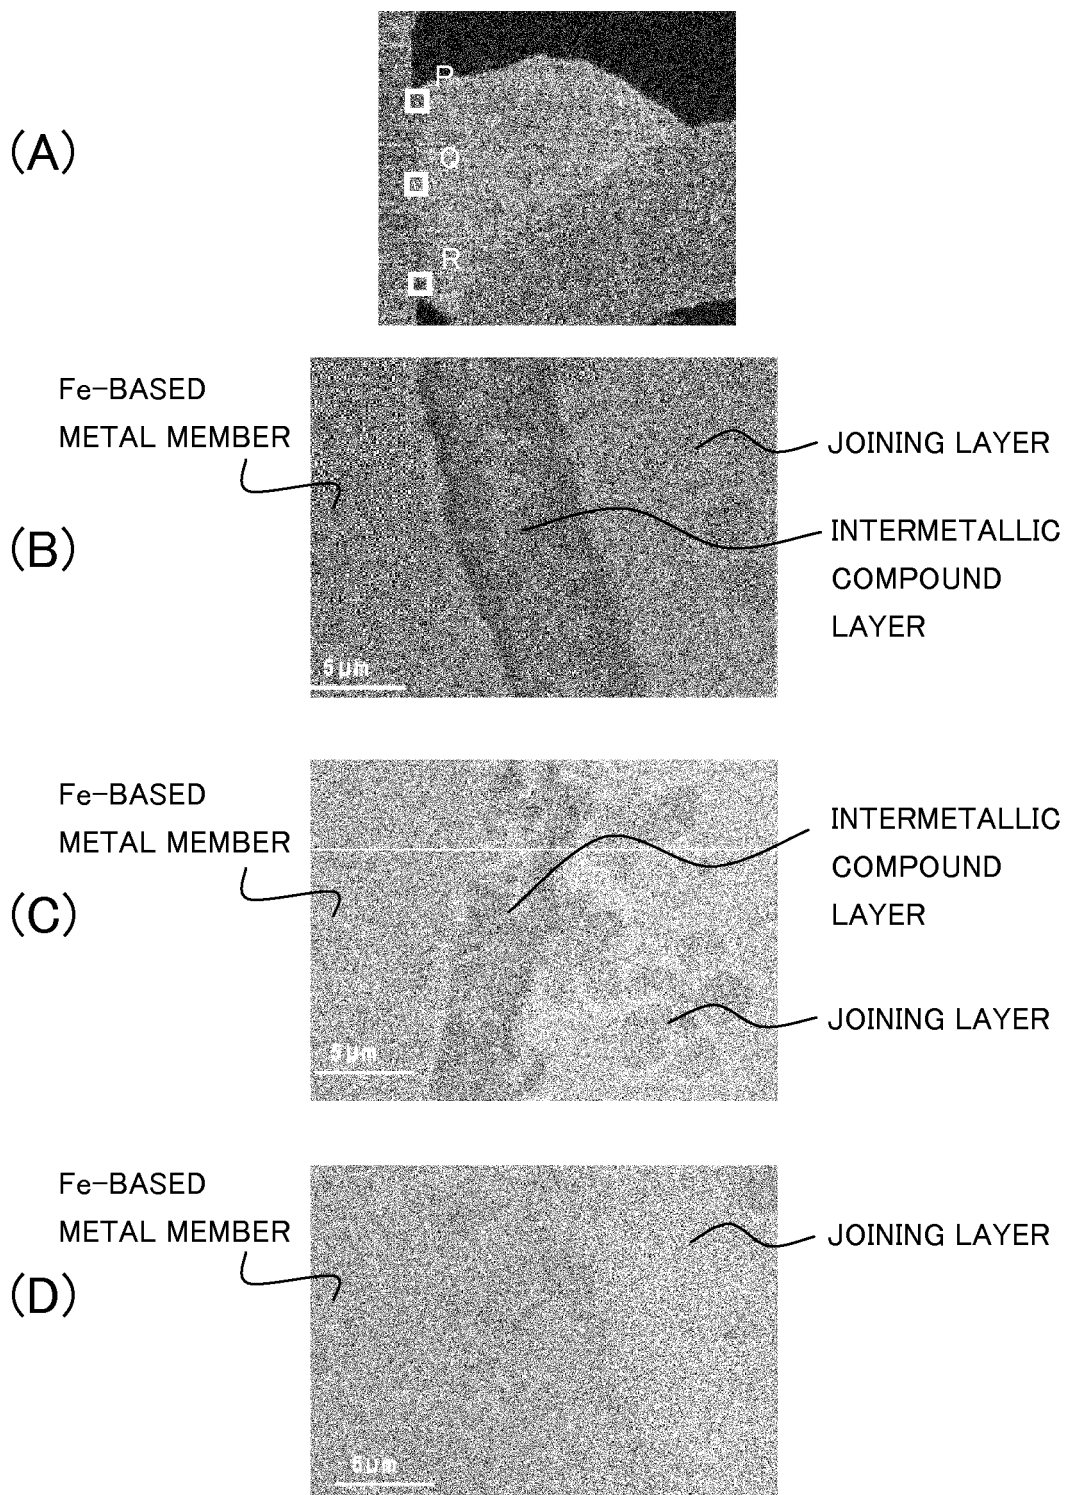 (A)
P
Q
R
(B)
Fe-BASED
METAL MEMBER
JOINING LAYER
INTERMETALLIC
COMPOUND
LAYER
5μm
(C)
Fe-BASED
METAL MEMBER
INTERMETALLIC
COMPOUND
LAYER
JOINING LAYER
5μm
(D)
Fe-BASED
METAL MEMBER
JOINING LAYER
5μm